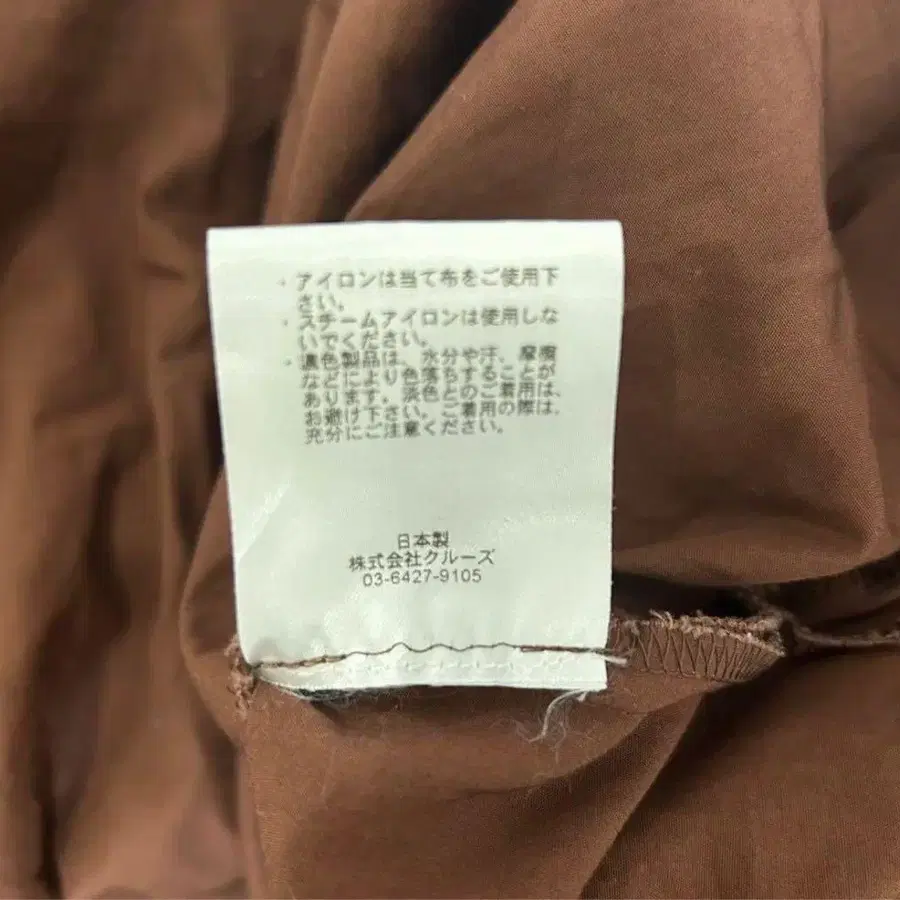 ・アイロンは当て布をご使用下
さい。
・スチームアイロンは使用しな
いでください。
・濃色製品は、水分や汗、摩擦
などにより色落ちすることが
あります。淡色とのご着用は、
お避け下さい。ご着用の際は、
充分にご注意ください。
日本製
株式会社クルーズ
03-6427-9105